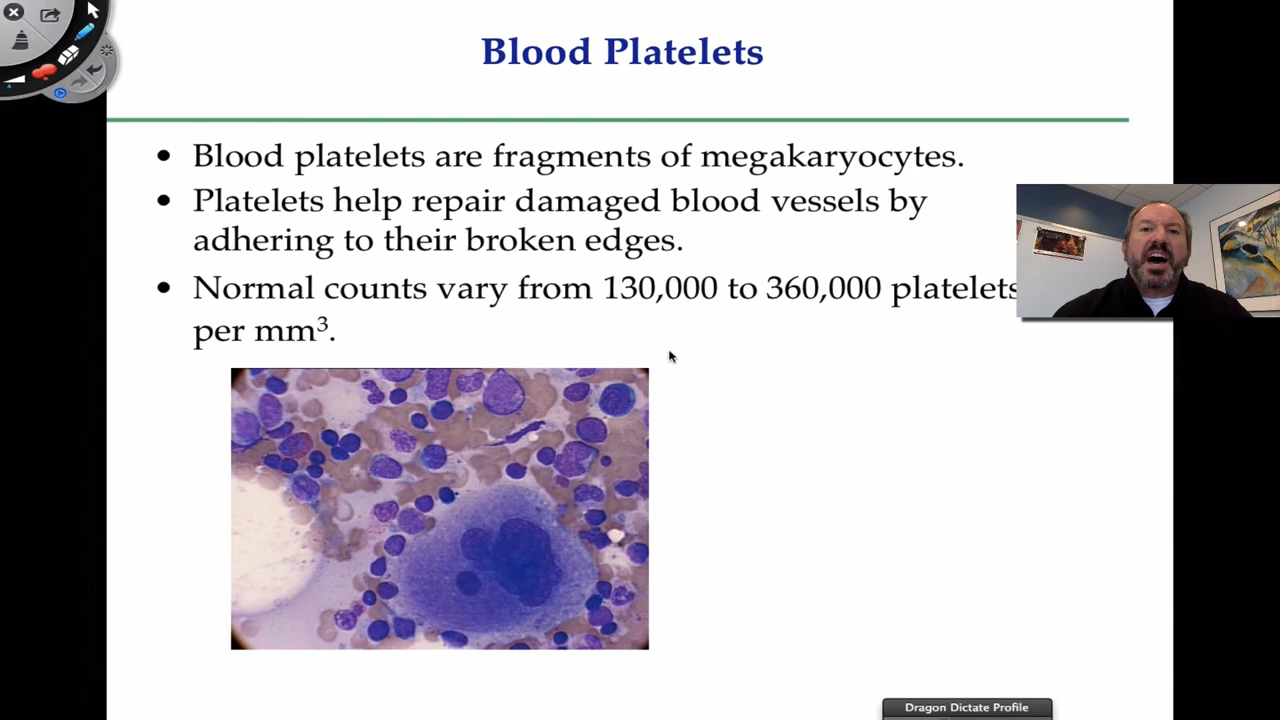 Blood Platelets
• Blood platelets are fragments of megakaryocytes.
• Platelets help repair damaged blood vessels by
adhering to their broken edges.
• Normal counts vary from 130,000 to 360,000 platelets
per mm³.
Dragon Dictate Profile